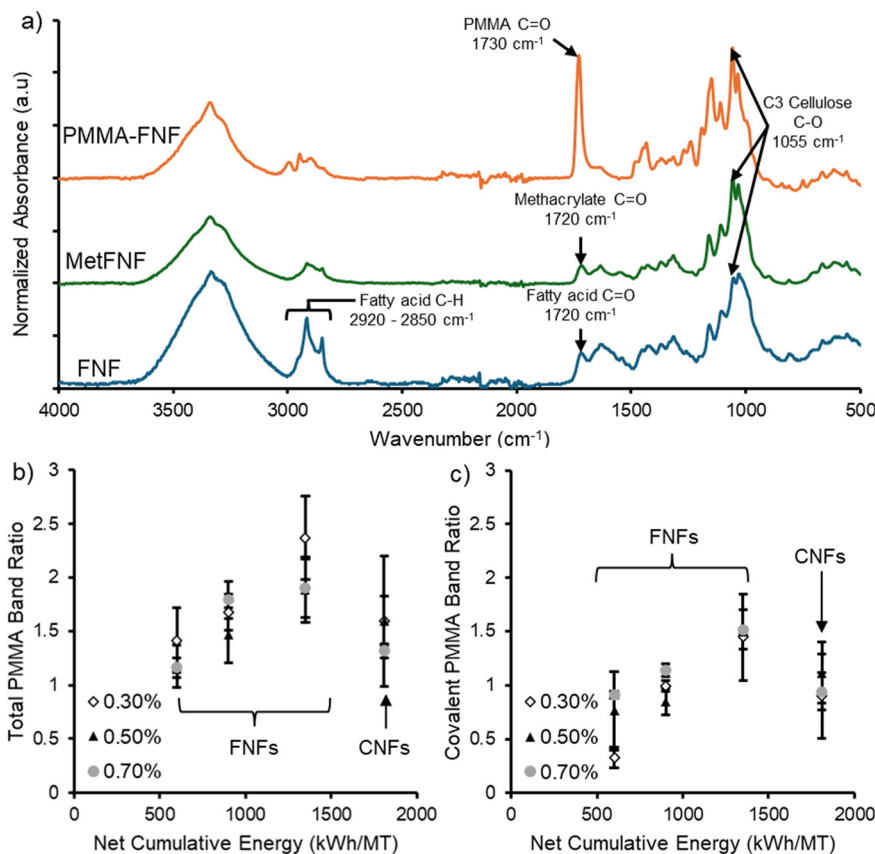 a)
Normalized Absorbance (a.u)
PMMA C=O
1730 cm⁻¹
C3 Cellulose
C-O
1055 cm⁻¹
PMMA-FNF
Methacrylate C=O
1720 cm⁻¹
MetFNF
Fatty acid C-H
2920 - 2850 cm⁻¹
Fatty acid C=O
1720 cm⁻¹
FNF
4000 3500 3000 2500 2000 1500 1000 500
Wavenumber (cm⁻¹)
b)
Total PMMA Band Ratio
3
2.5
2
1.5
1
0.5
0
0.30%
0.50%
0.70%
FNFs
CNFs
0 500 1000 1500 2000
Net Cumulative Energy (kWh/MT)
c)
Covalent PMMA Band Ratio
3
2.5
2
1.5
1
0.5
0
FNFs
CNFs
0.30%
0.50%
0.70%
0 500 1000 1500 2000
Net Cumulative Energy (kWh/MT)